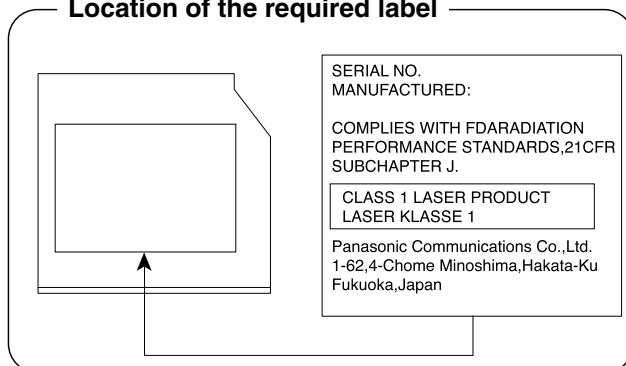 Location of the required label
SERIAL NO.
MANUFACTURED:
COMPLIES WITH FDARADIATION
PERFORMANCE STANDARDS,21CFR
SUBCHAPTER J.
CLASS 1 LASER PRODUCT
LASER KLASSE 1
Panasonic Communications Co.,Ltd.
1-62,4-Chome Minoshima,Hakata-Ku
Fukuoka,Japan